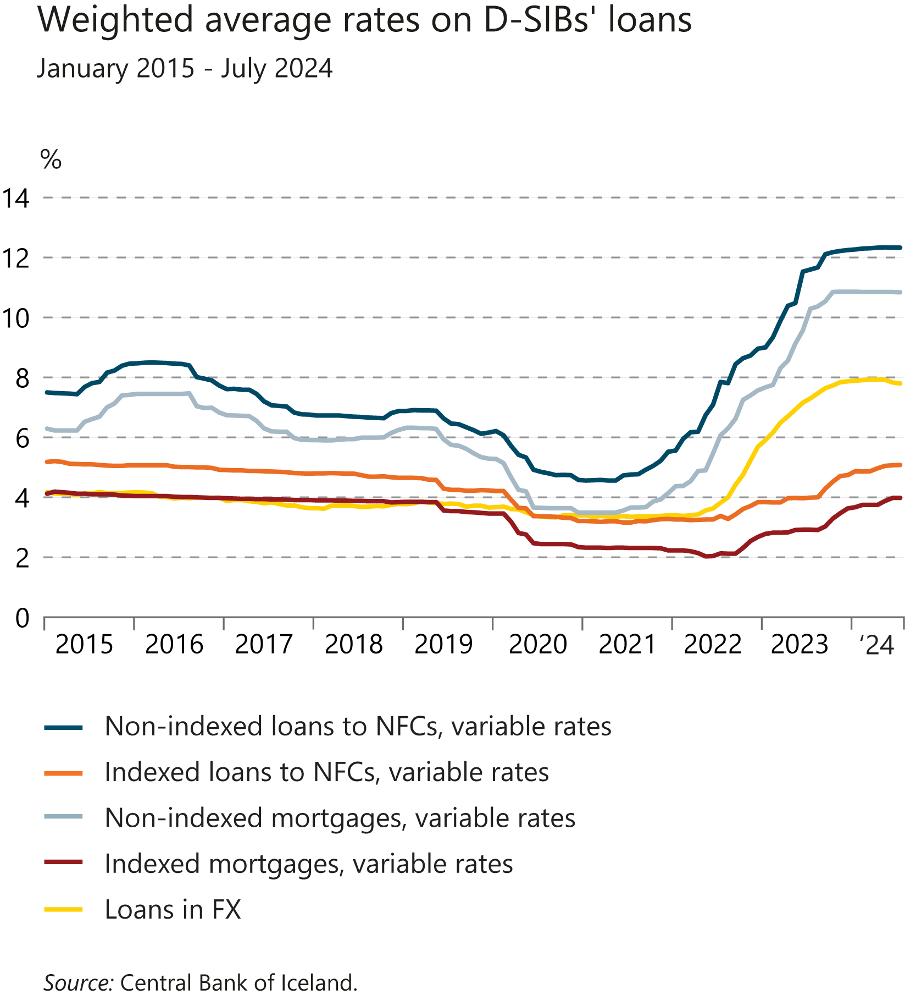 Weighted average rates on D-SIBs' loans
January 2015 - July 2024
%
14
12
10
8
6
4
2
0
2015 2016 2017 2018 2019 2020 2021 2022 2023 ‘24
Non-indexed loans to NFCs, variable rates
Indexed loans to NFCs, variable rates
Non-indexed mortgages, variable rates
Indexed mortgages, variable rates
Loans in FX
Source: Central Bank of Iceland.